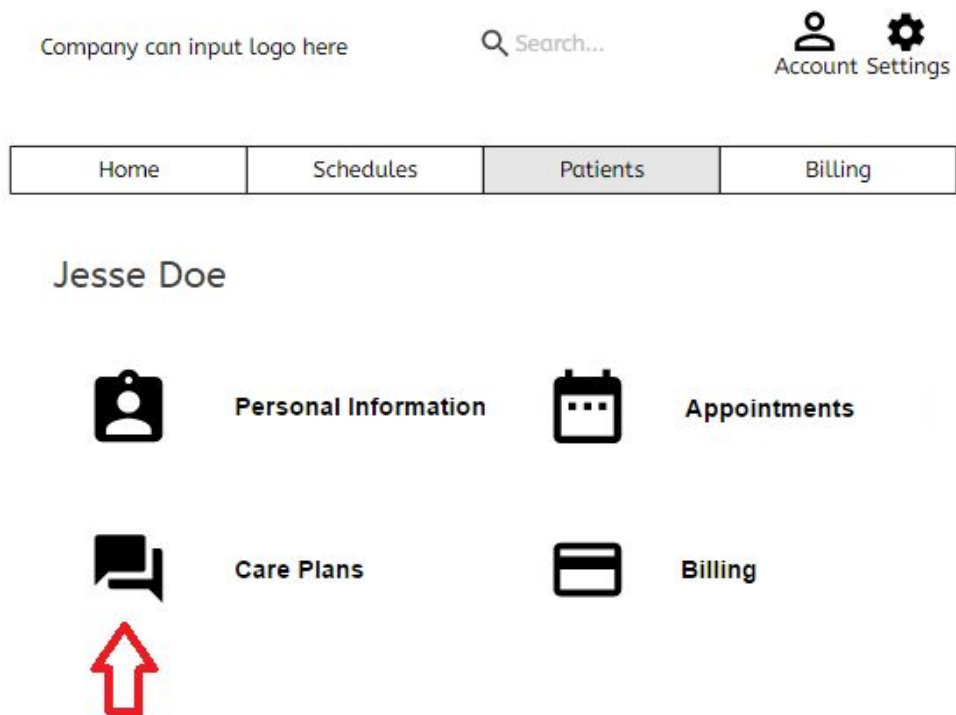 Company can input logo here
Search...
Account Settings
Home Schedules Patients Billing
Jesse Doe
Personal Information Appointments
Care Plans Billing